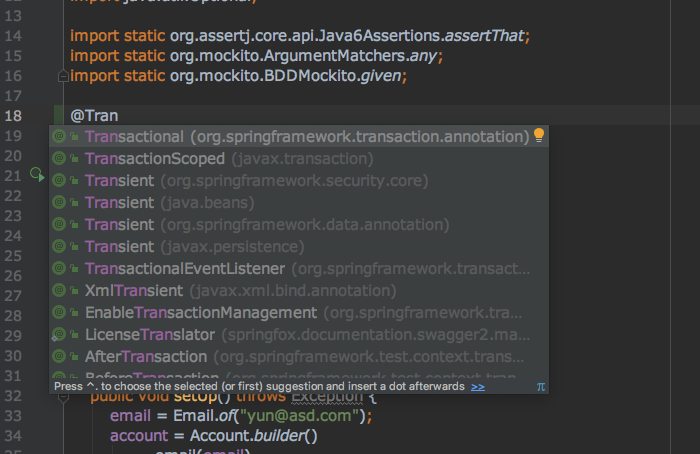 12
14 import static org.assertj.core.api.Java6Assertions.assertThat;
15 import static org.mockito.ArgumentMatchers.any;
16 import static org.mockito.BDDMockito.given;
17
18 @Tran
19 Transactional (org.springframework.transaction.annotation)
20 TransactionScoped (javax.transaction)
21 Transient (org.springframework.security.core)
22 Transient (java.beans)
23 Transient (org.springframework.data.annotation)
24 Transient (javax.persistence)
25 TransactionalEventListener (org.springframework.transact...
26 XmlTransient (javax.xml.bind.annotation)
27 EnableTransactionManagement (org.springframework.tra...
28 LicenseTranslator (springfox.documentation.swagger2.ma...
29 AfterTransaction (org.springframework.test.context.trans...
30 BeforeTransaction (org.springframework.test.context.tran
31 Press ^. to choose the selected (or first) suggestion and insert a dot afterwards >> π
32 public void setUp() throws Exception {
33 email = Email.of("yun@asd.com");
34 account = Account.builder()
.email(email)